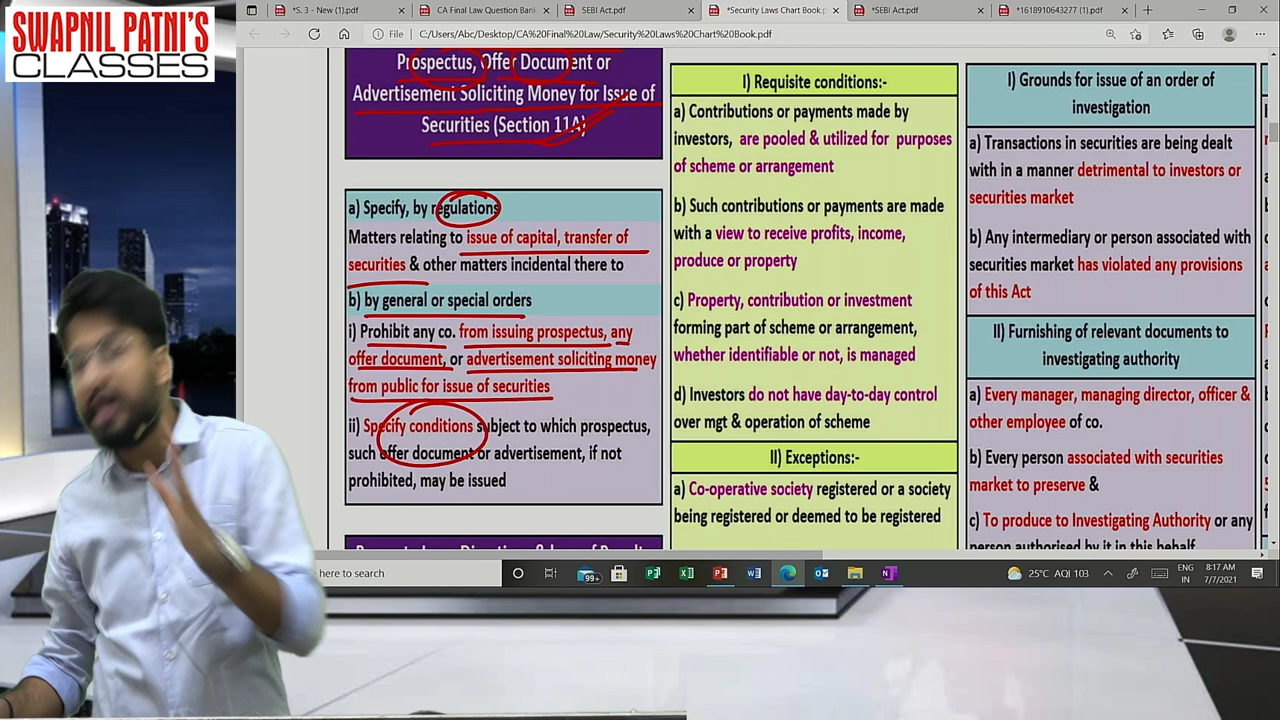 SWAPNIL PATNI'S
CLASSES
*S. 3 - New (1).pdf
CA Final Law Question Ban
SEBI Act.pdf
*Security Laws Chart Book.p
*SEBI Act.pdf
*1618910643277 (1).pdf
File
C:/Users/Abc/Desktop/CA%20Final%20Law/Security%20Laws%20Chart%20Book.pdf
Prospectus, Offer Document or
Advertisement Soliciting Money for Issue of
Securities (Section 11A)
a) Specify, by regulations
Matters relating to issue of capital, transfer of
securities & other matters incidental there to
b) by general or special orders
i) Prohibit any co. from issuing prospectus, any
offer document, or advertisement soliciting money
from public for issue of securities
ii) Specify conditions subject to which prospectus,
such offer document or advertisement, if not
prohibited, may be issued
I) Requisite conditions:-
a) Contributions or payments made by
investors, are pooled & utilized for purposes
of scheme or arrangement
b) Such contributions or payments are made
with a view to receive profits, income,
produce or property
c) Property, contribution or investment
forming part of scheme or arrangement,
whether identifiable or not, is managed
d) Investors do not have day-to-day control
over mgt & operation of scheme
II) Exceptions:-
a) Co-operative society registered or a society
being registered or deemed to be registered
I) Grounds for issue of an order of
investigation
a) Transactions in securities are being dealt
with in a manner detrimental to investors or
securities market
b) Any intermediary or person associated with
securities market has violated any provisions
of this Act
II) Furnishing of relevant documents to
investigating authority
a) Every manager, managing director, officer &
other employee of co.
b) Every person associated with securities
market to preserve &
c) To produce to Investigating Authority or any
person authorised by it in this behalf
here to search
99+
25°C AQI 103
ENG
IN
8:17 AM
7/7/2021